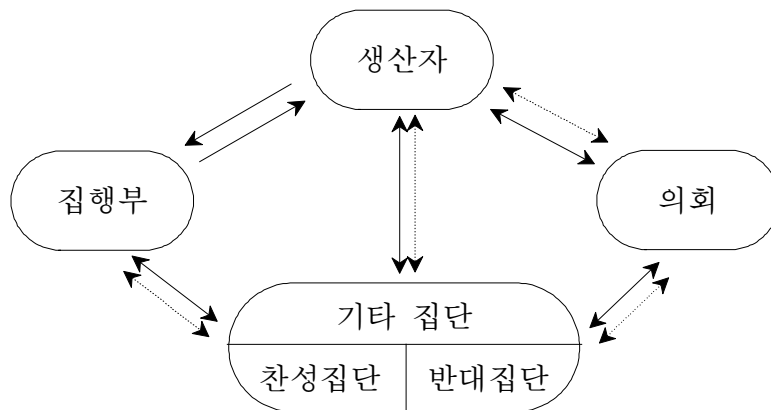 생산자
집행부
의회
기타 집단
찬성집단
반대집단